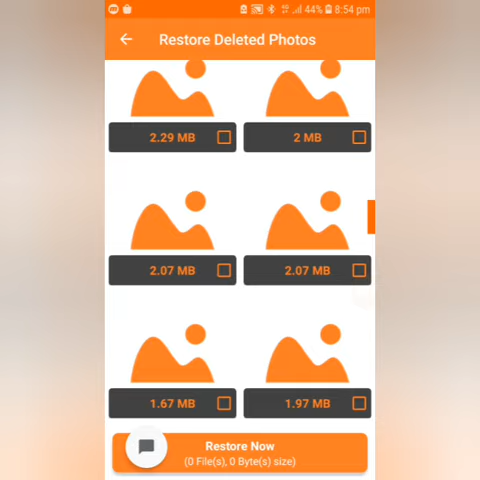 44% 8:54 pm
Restore Deleted Photos
2.29 MB 2 MB
2.07 MB 2.07 MB
1.67 MB 1.97 MB
Restore Now
(0 File(s), 0 Byte(s) size)